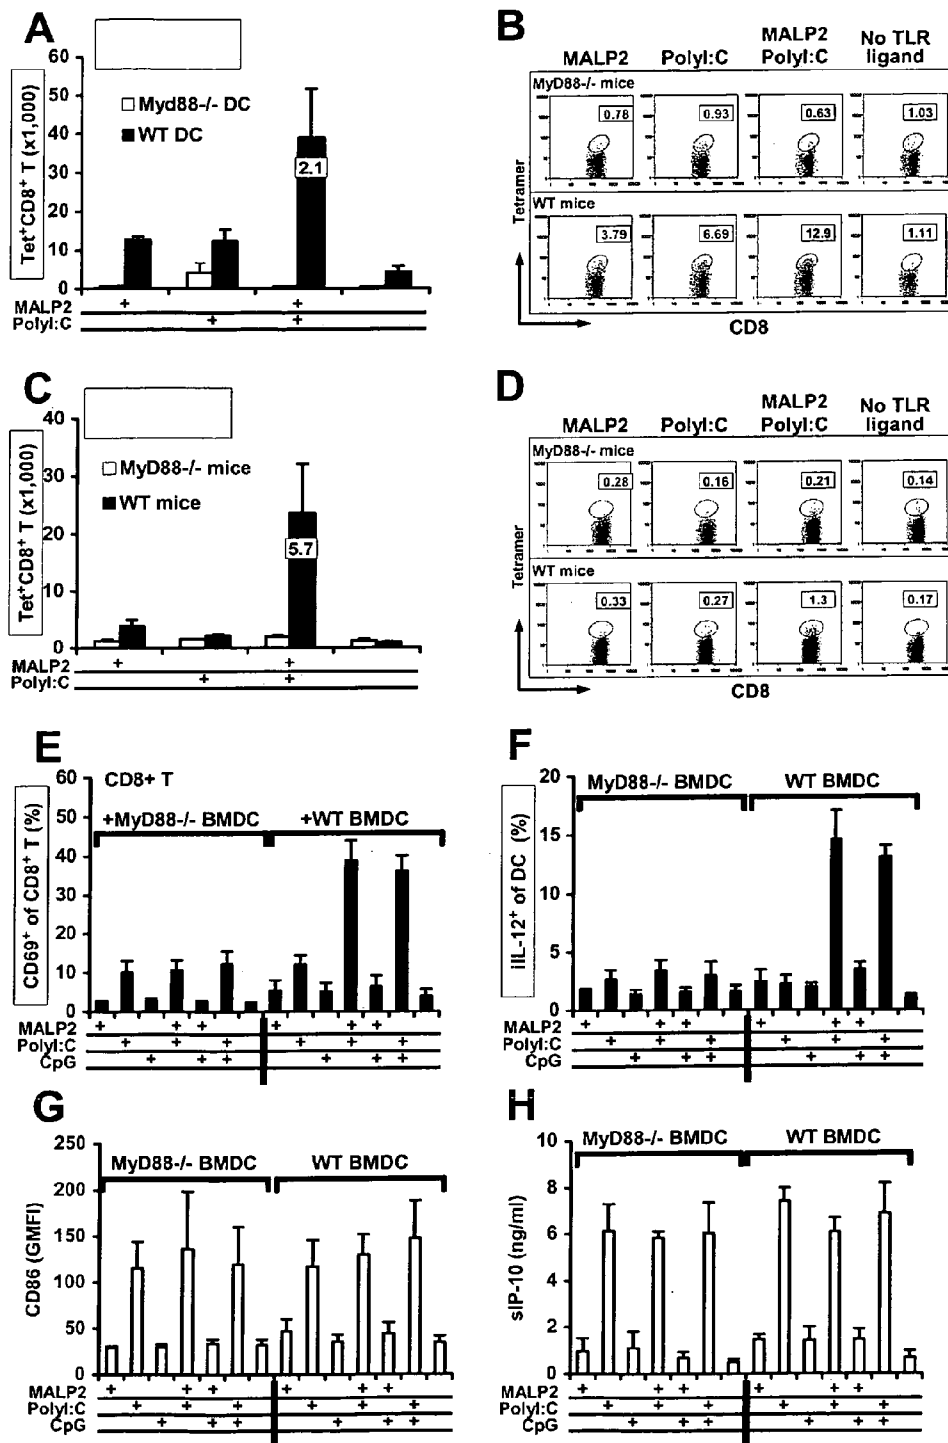 A
60
50
40
30
20
10
0
Tet+CD8+ T (x1,000)
Myd88-/- DC
WT DC
2.1
MALP2 + +
PolyI:C + +
B
MALP2 PolyI:C MALP2 PolyI:C No TLR ligand
MyD88-/- mice
0.78 0.93 0.63 1.03
WT mice
3.79 6.69 12.9 1.11
Tetramer
CD8
C
40
30
20
10
0
Tet+CD8+ T (x1,000)
MyD88-/- mice
WT mice
5.7
MALP2 + +
PolyI:C + +
D
MALP2 PolyI:C MALP2 PolyI:C No TLR ligand
MyD88-/- mice
0.28 0.16 0.21 0.14
WT mice
0.33 0.27 1.3 0.17
Tetramer
CD8
E
CD8+ T
60
50
40
30
20
10
0
CD69+ of CD8+ T (%)
+MyD88-/- BMDC +WT BMDC
MALP2 + + + + + +
PolyI:C + + + + + +
CpG + + + + + +
F
20
15
10
5
0
iIL-12+ of DC (%)
MyD88-/- BMDC WT BMDC
MALP2 + + + + + +
PolyI:C + + + + + +
CpG + + + + + +
G
250
200
150
100
50
0
CD86 (GMFI)
MyD88-/- BMDC WT BMDC
MALP2 + + + + + +
PolyI:C + + + + + +
CpG + + + + + +
H
10
8
6
4
2
0
sIP-10 (ng/ml)
MyD88-/- BMDC WT BMDC
MALP2 + + + + + +
PolyI:C + + + + + +
CpG + + + + + +